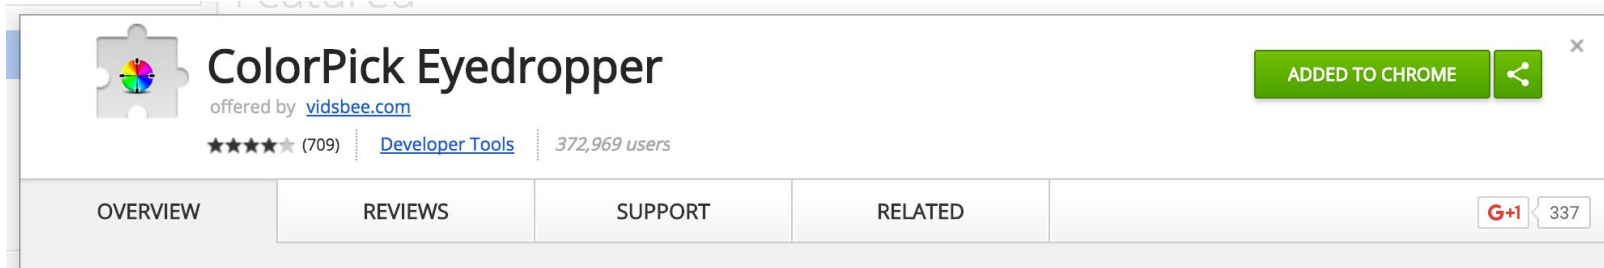 Featured
ColorPick Eyedropper
offered by vidsbee.com
(709) Developer Tools 372,969 users
ADDED TO CHROME
×
OVERVIEW REVIEWS SUPPORT RELATED
G+1 337